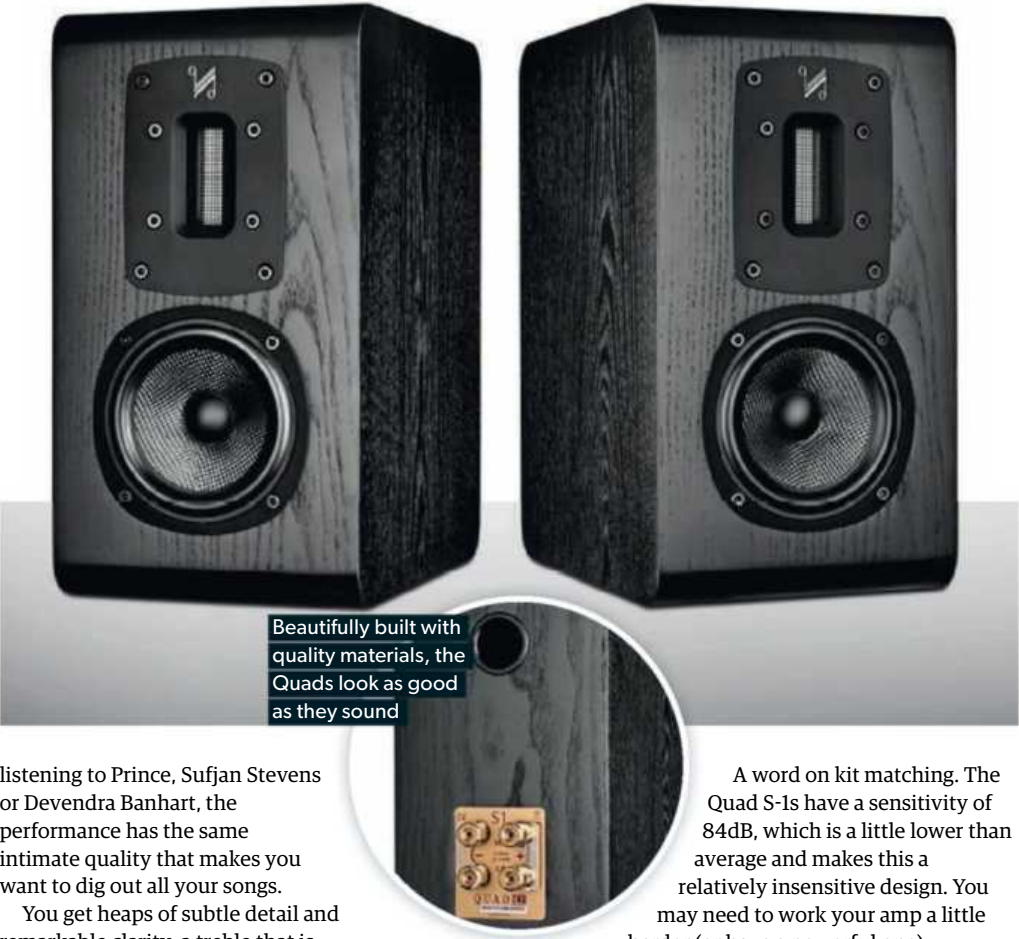 Beautifully built with
quality materials, the
Quads look as good
as they sound
S1
QUAD
listening to Prince, Sufjan Stevens
or Devendra Banhart, the
performance has the same
intimate quality that makes you
want to dig out all your songs.
You get heaps of subtle detail and
A word on kit matching. The
Quad S-1s have a sensitivity of
84dB, which is a little lower than
average and makes this a
relatively insensitive design. You
may need to work your amp a little